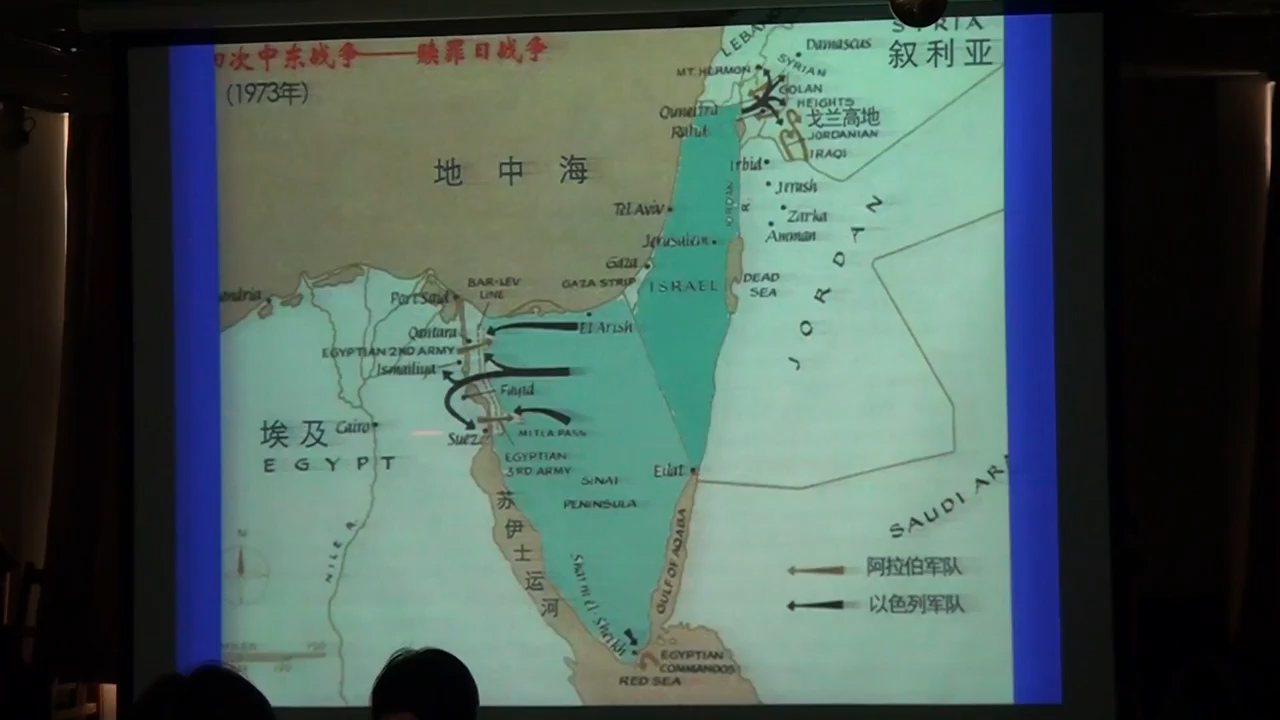 次中东战争——赎罪日战争
(1973年)
地中海
LEBAN
SYRIA
叙利亚
Damascus
MT. HERMON
SYRIAN
GOLAN
HEIGHTS
戈兰高地
JORDANIAN
IRAQI
Quneitra
Irbid
Jerash
Zarka
Amman
Tel Aviv
Jerusalem
Gaza
GAZA STRIP
ISRAEL
DEAD
SEA
JORDAN
BAR-LEV
LINE
andria
Port Said
Qantara
EGYPTIAN 2ND ARMY
Ismailiya
El Arish
Fayid
埃及
Cairo
EGYPT
Suez
MITLA PASS
EGYPTIAN
3RD ARMY
SINAI
PENINSULA
Eilat
苏伊士运河
NILE R.
Sharm el-Sheikh
GULF OF AQABA
SAUDI AR
阿拉伯军队
以色列军队
EGYPTIAN
COMMANDOS
RED SEA